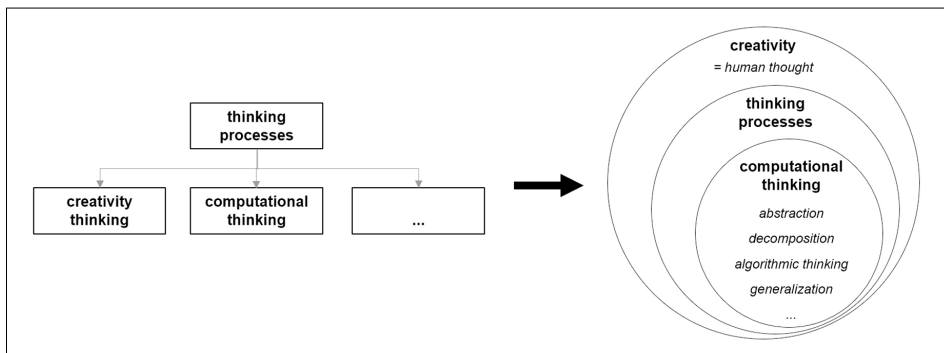 thinking
processes
creativity
thinking
computational
thinking
...
creativity
= human thought
thinking
processes
computational
thinking
abstraction
decomposition
algorithmic thinking
generalization
...